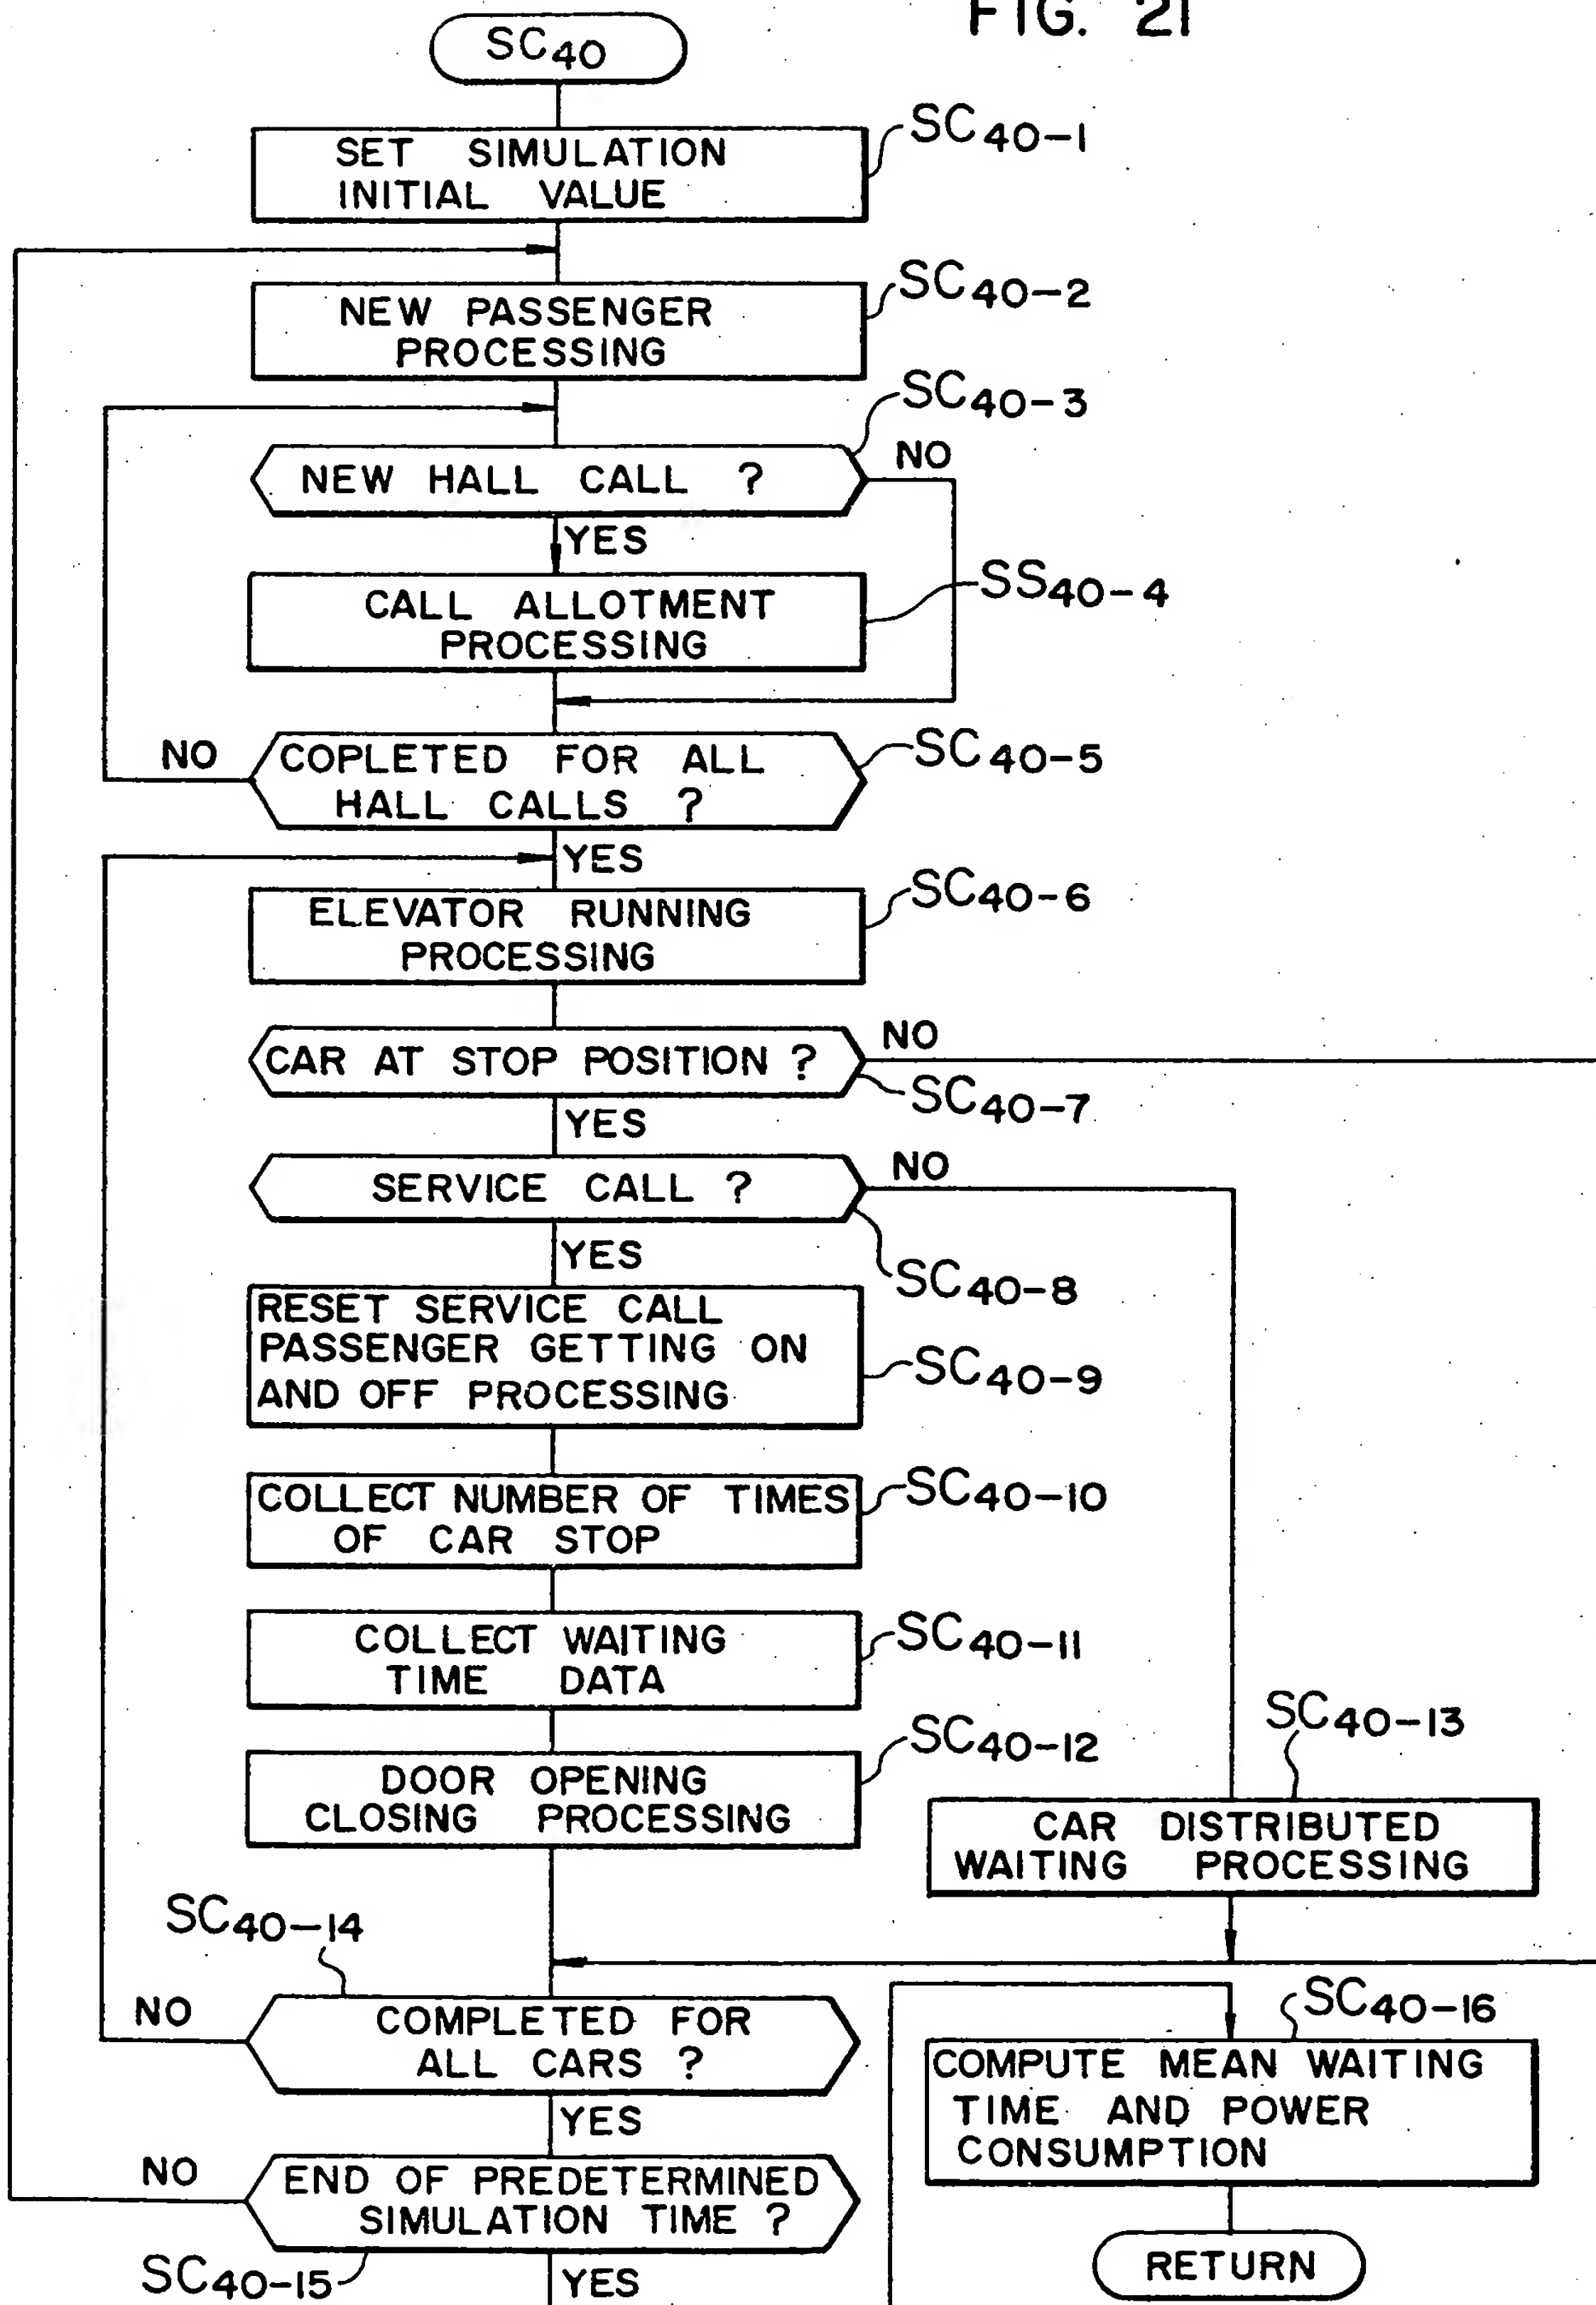 FIG. 21
SC40
SET SIMULATION
INITIAL VALUE
SC40-1
NEW PASSENGER
PROCESSING
SC40-2
NEW HALL CALL ?
SC40-3
NO
YES
CALL ALLOTMENT
PROCESSING
SS40-4
COPLETED FOR ALL
HALL CALLS ?
SC40-5
NO
YES
ELEVATOR RUNNING
PROCESSING
SC40-6
CAR AT STOP POSITION ?
NO
SC40-7
YES
SERVICE CALL ?
NO
SC40-8
YES
RESET SERVICE CALL
PASSENGER GETTING ON
AND OFF PROCESSING
SC40-9
COLLECT NUMBER OF TIMES
OF CAR STOP
SC40-10
COLLECT WAITING
TIME DATA
SC40-11
DOOR OPENING
CLOSING PROCESSING
SC40-12
SC40-13
CAR DISTRIBUTED
WAITING PROCESSING
SC40-14
NO
COMPLETED FOR
ALL CARS ?
YES
SC40-16
COMPUTE MEAN WAITING
TIME AND POWER
CONSUMPTION
NO
END OF PREDETERMINED
SIMULATION TIME ?
SC40-15
YES
RETURN